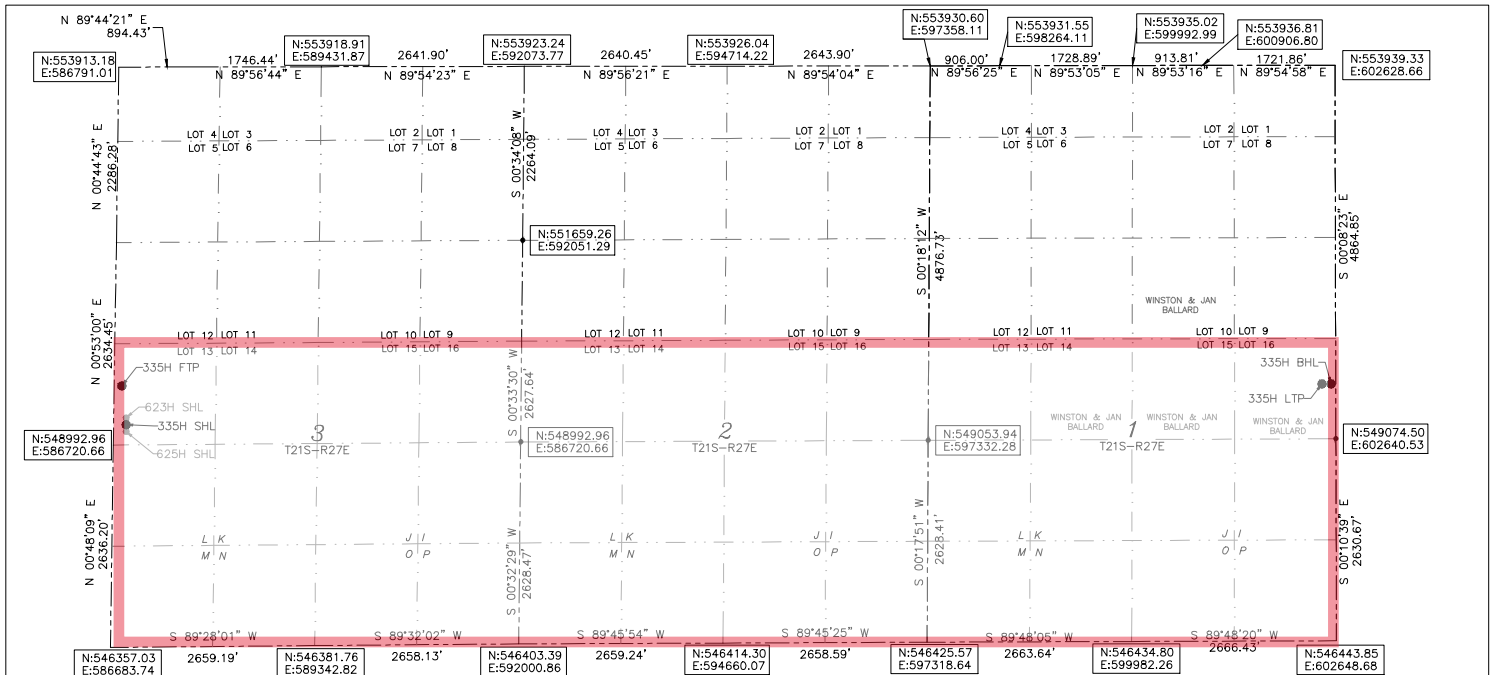 N 89°44'21" E
894.43'
N:553913.18
E:586791.01
1746.44'
N 89°56'44" E
N:553918.91
E:589431.87
2641.90'
N 89°54'23" E
N:553923.24
E:592073.77
2640.45'
N 89°56'21" E
N:553926.04
E:594714.22
2643.90'
N 89°54'04" E
N:553930.60
E:597358.11
906.00'
N 89°56'25" E
N:553931.55
E:598264.11
1728.89'
N 89°53'05" E
N:553935.02
E:599992.99
913.81'
N 89°53'16" E
N:553936.81
E:600906.80
1721.86'
N 89°54'58" E
N:553939.33
E:602628.66
LOT 4 LOT 3
LOT 5 LOT 6
LOT 2 LOT 1
LOT 7 LOT 8
LOT 4 LOT 3
LOT 5 LOT 6
LOT 2 LOT 1
LOT 7 LOT 8
LOT 4 LOT 3
LOT 5 LOT 6
LOT 2 LOT 1
LOT 7 LOT 8
N 00°44'43" E
2286.28'
S 00°34'08" W
2264.09'
N:551659.26
E:592051.29
S 00°18'12" W
4876.73'
S 00°08'23" E
4864.85'
WINSTON & JAN
BALLARD
N 00°53'00" E
2634.45'
LOT 12 LOT 11
LOT 13 LOT 14
LOT 10 LOT 9
LOT 15 LOT 16
LOT 12 LOT 11
LOT 13 LOT 14
LOT 10 LOT 9
LOT 15 LOT 16
LOT 12 LOT 11
LOT 13 LOT 14
LOT 10 LOT 9
LOT 15 LOT 16
335H FTP
623H SHL
335H SHL
625H SHL
S 00°33'30" W
2627.64'
335H BHL
335H LTP
WINSTON & JAN
BALLARD
WINSTON & JAN
BALLARD
WINSTON & JAN
BALLARD
N:548992.96
E:586720.66
3
T21S-R27E
N:548992.96
E:586720.66
2
T21S-R27E
N:549053.94
E:597332.28
1
T21S-R27E
N:549074.50
E:602640.53
N 00°48'09" E
2636.20'
L K
M N
J I
O P
S 00°32'29" W
2628.47'
L K
M N
J I
O P
S 00°17'51" W
2628.41'
L K
M N
J I
O P
S 00°10'39" E
2630.67'
S 89°28'01" W
S 89°32'02" W
S 89°45'54" W
S 89°45'25" W
S 89°48'05" W
S 89°48'20" W
N:546357.03
E:586683.74
2659.19'
N:546381.76
E:589342.82
2658.13'
N:546403.39
E:592000.86
2659.24'
N:546414.30
E:594660.07
2658.59'
N:546425.57
E:597318.64
2663.64'
N:546434.80
E:599982.26
2666.43'
N:546443.85
E:602648.68